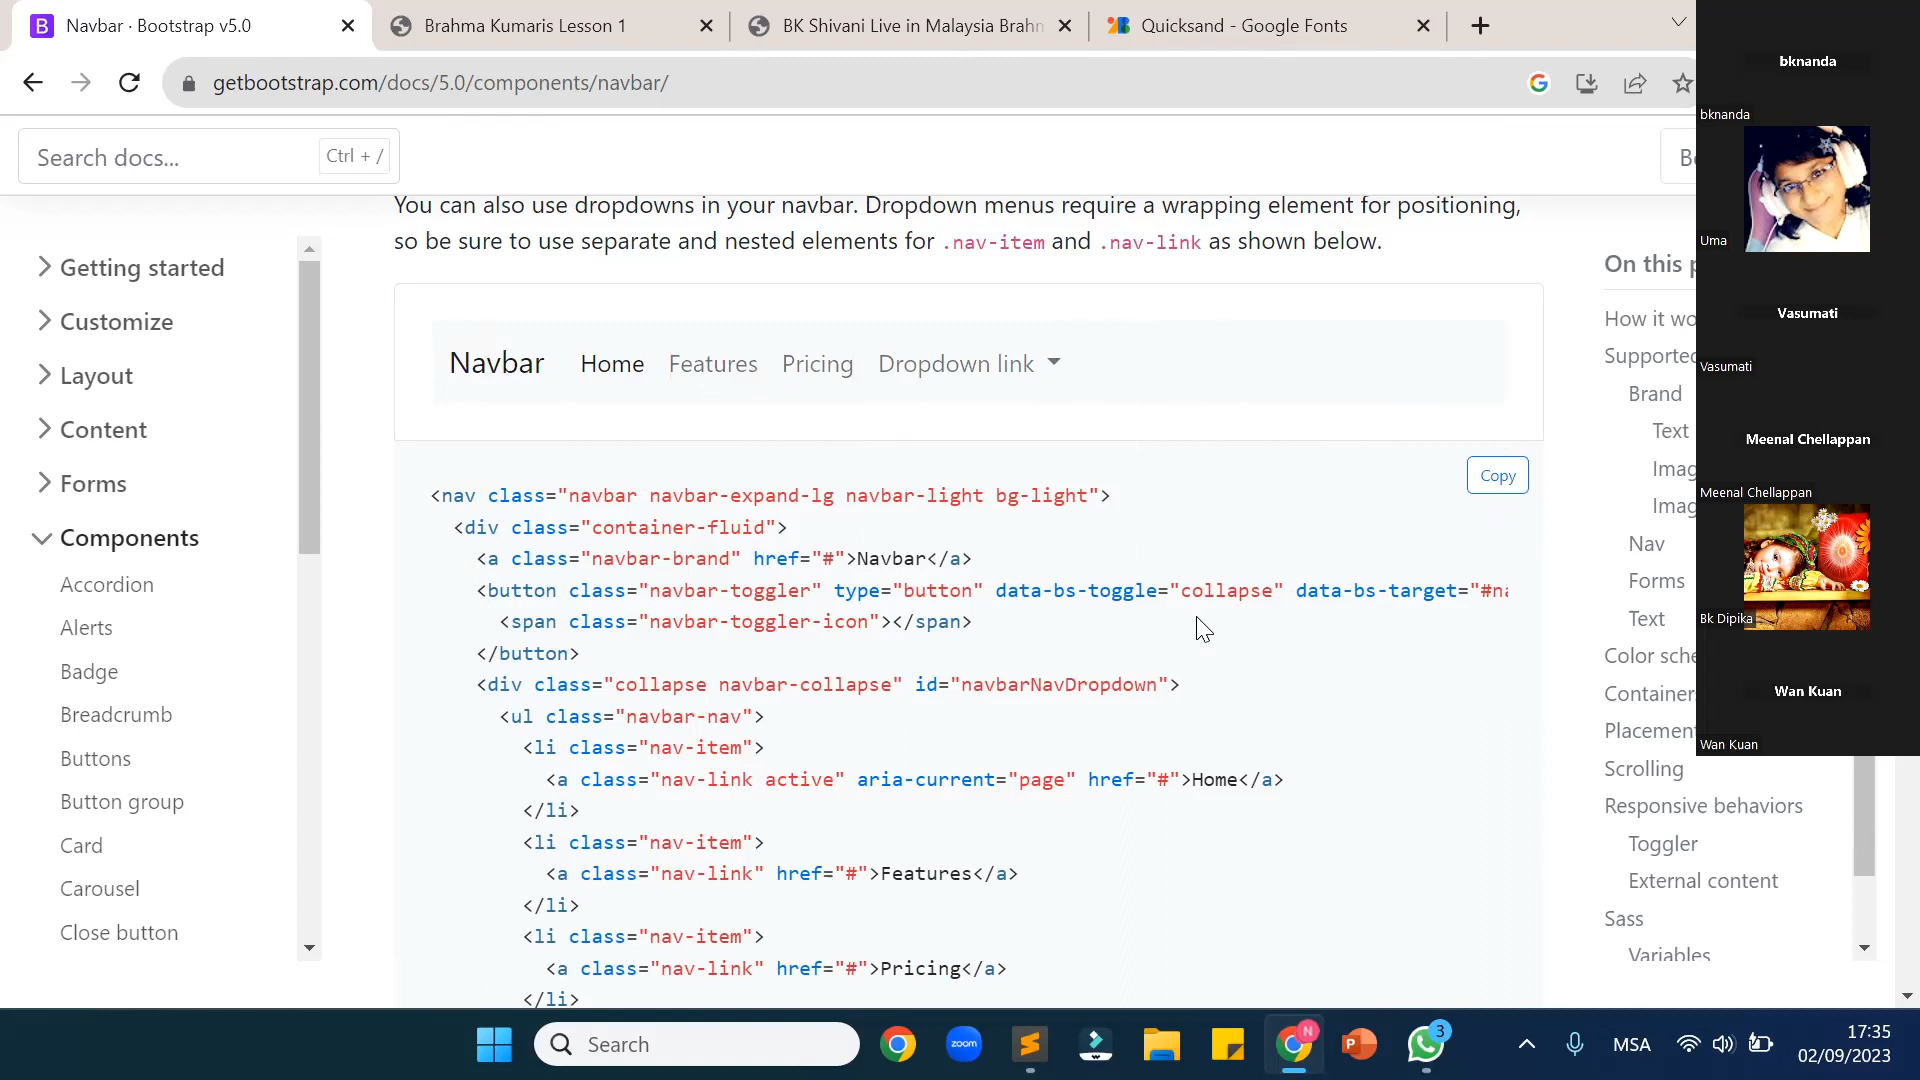 Navbar · Bootstrap v5.0
Brahma Kumaris Lesson 1
BK Shivani Live in Malaysia Brahm
Quicksand - Google Fonts
getbootstrap.com/docs/5.0/components/navbar/
Search docs...
Ctrl + /
You can also use dropdowns in your navbar. Dropdown menus require a wrapping element for positioning,
so be sure to use separate and nested elements for .nav-item and .nav-link as shown below.
Getting started
Customize
Layout
Content
Forms
Components
Accordion
Alerts
Badge
Breadcrumb
Buttons
Button group
Card
Carousel
Close button
Navbar Home Features Pricing Dropdown link
Copy
<nav class="navbar navbar-expand-lg navbar-light bg-light">
<div class="container-fluid">
<a class="navbar-brand" href="#">Navbar</a>
<button class="navbar-toggler" type="button" data-bs-toggle="collapse" data-bs-target="#na
<span class="navbar-toggler-icon"></span>
</button>
<div class="collapse navbar-collapse" id="navbarNavDropdown">
<ul class="navbar-nav">
<li class="nav-item">
<a class="nav-link active" aria-current="page" href="#">Home</a>
</li>
<li class="nav-item">
<a class="nav-link" href="#">Features</a>
</li>
<li class="nav-item">
<a class="nav-link" href="#">Pricing</a>
</li>
On this p
How it wo
Supported
Brand
Text
Imag
Imag
Nav
Forms
Text
Color sche
Container
Placement
Scrolling
Responsive behaviors
Toggler
External content
Sass
Variables
bknanda
bknanda
Uma
Vasumati
Vasumati
Meenal Chellappan
Meenal Chellappan
Bk Dipika
Wan Kuan
Wan Kuan
Search
zoom
N
P
3
MSA
17:35
02/09/2023